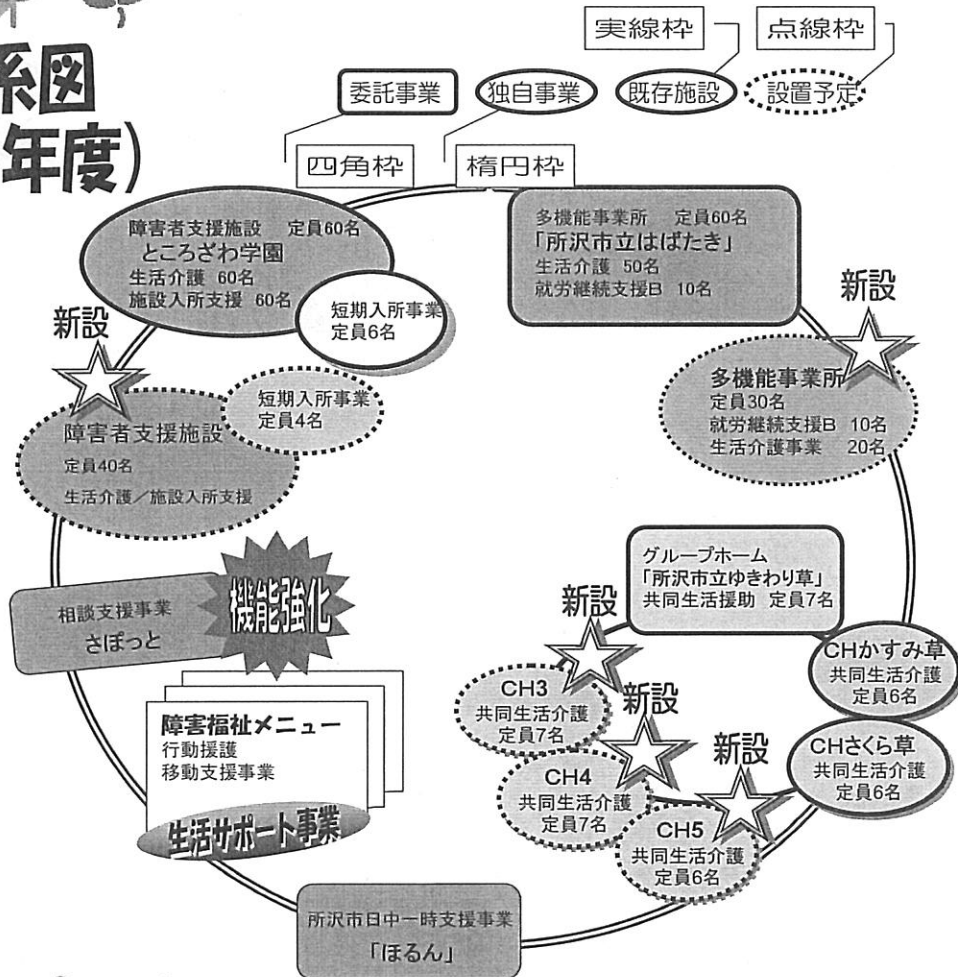 系図
年度)
実線枠
点線枠
委託事業
独自事業
既存施設
設置予定
四角枠
楕円枠
障害者支援施設 定員60名
ところざわ学園
生活介護 60名
施設入所支援 60名
短期入所事業
定員6名
多機能事業所 定員60名
「所沢市立はばたき」
生活介護 50名
就労継続支援B 10名
新設
新設
多機能事業所
定員30名
就労継続支援B 10名
生活介護事業 20名
短期入所事業
定員4名
障害者支援施設
定員40名
生活介護/施設入所支援
グループホーム
「所沢市立ゆきわり草」
共同生活援助 定員7名
機能強化
相談支援事業
さぽっと
新設
CHかすみ草
共同生活介護
定員6名
CH3
共同生活介護
定員7名
新設
障害福祉メニュー
行動援護
移動支援事業
生活サポート事業
新設
CHさくら草
共同生活介護
定員6名
CH4
共同生活介護
定員7名
CH5
共同生活介護
定員6名
所沢市日中一時支援事業
「ほるん」